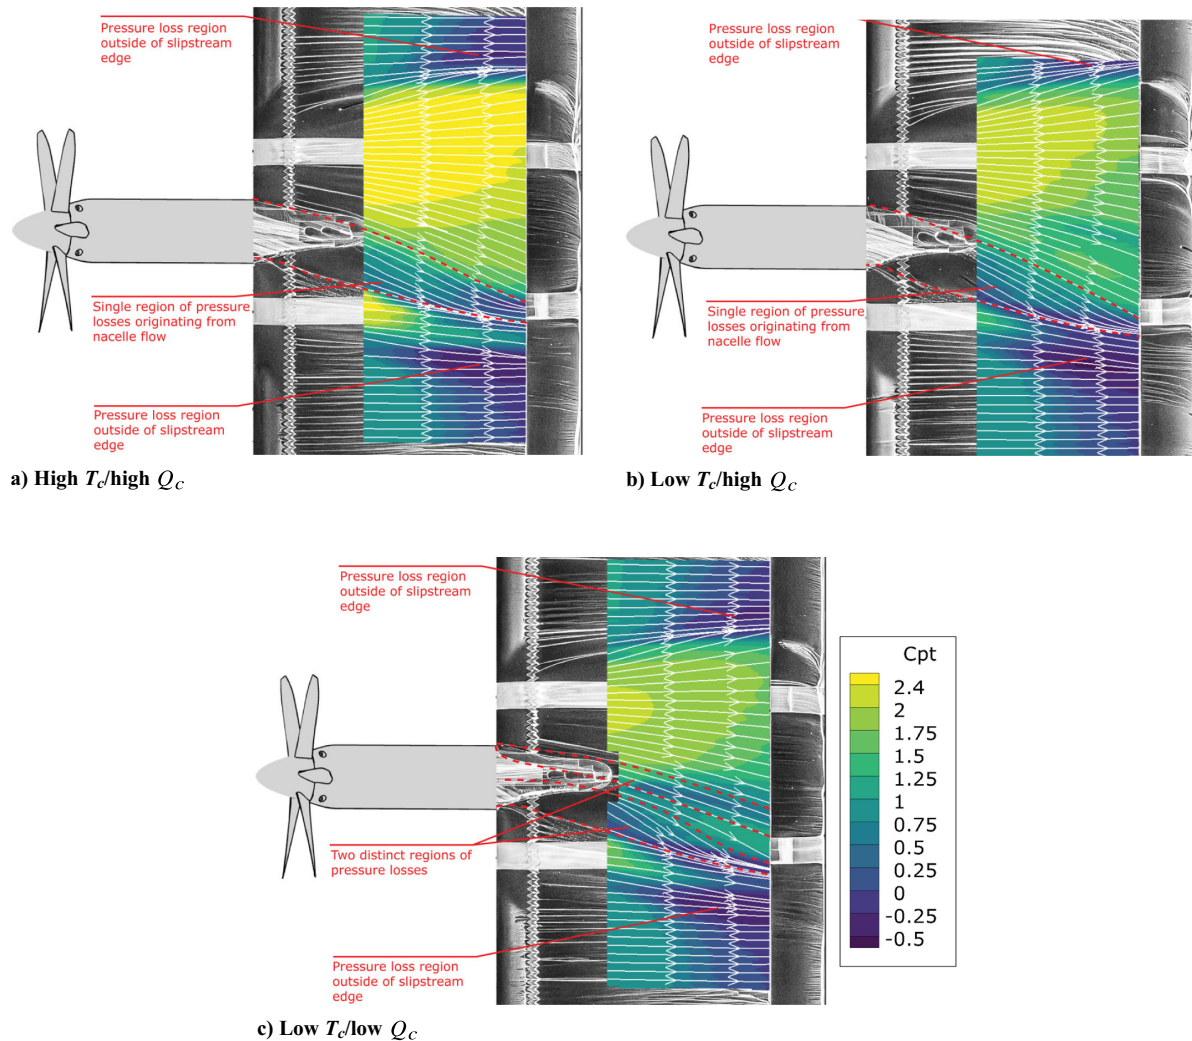 Pressure loss region
outside of slipstream
edge
Single region of pressure
losses originating from
nacelle flow
Pressure loss region
outside of slipstream
edge
a) High Tc/high Qc
Pressure loss region
outside of slipstream
edge
Single region of pressure
losses originating from
nacelle flow
Pressure loss region
outside of slipstream
edge
b) Low Tc/high Qc
Pressure loss region
outside of slipstream
edge
Two distinct regions of
pressure losses
Pressure loss region
outside of slipstream
edge
c) Low Tc/low Qc
Cpt
2.4
2
1.75
1.5
1.25
1
0.75
0.5
0.25
0
-0.25
-0.5